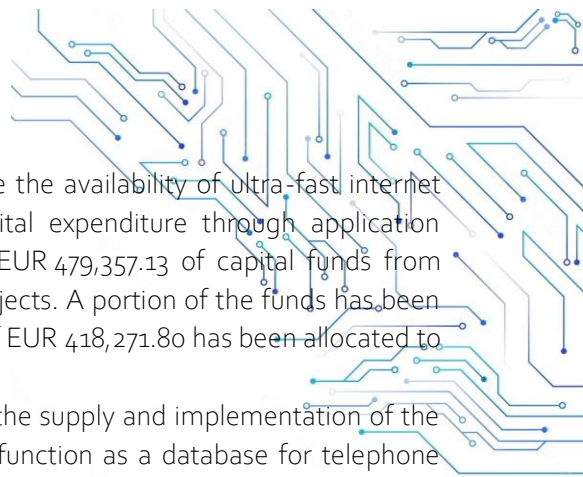 e the availability of ultra-fast internet
ital expenditure through application
EUR 479,357.13 of capital funds from
jects. A portion of the funds has been
EUR 418,271.80 has been allocated to
the supply and implementation of the
function as a database for telephone